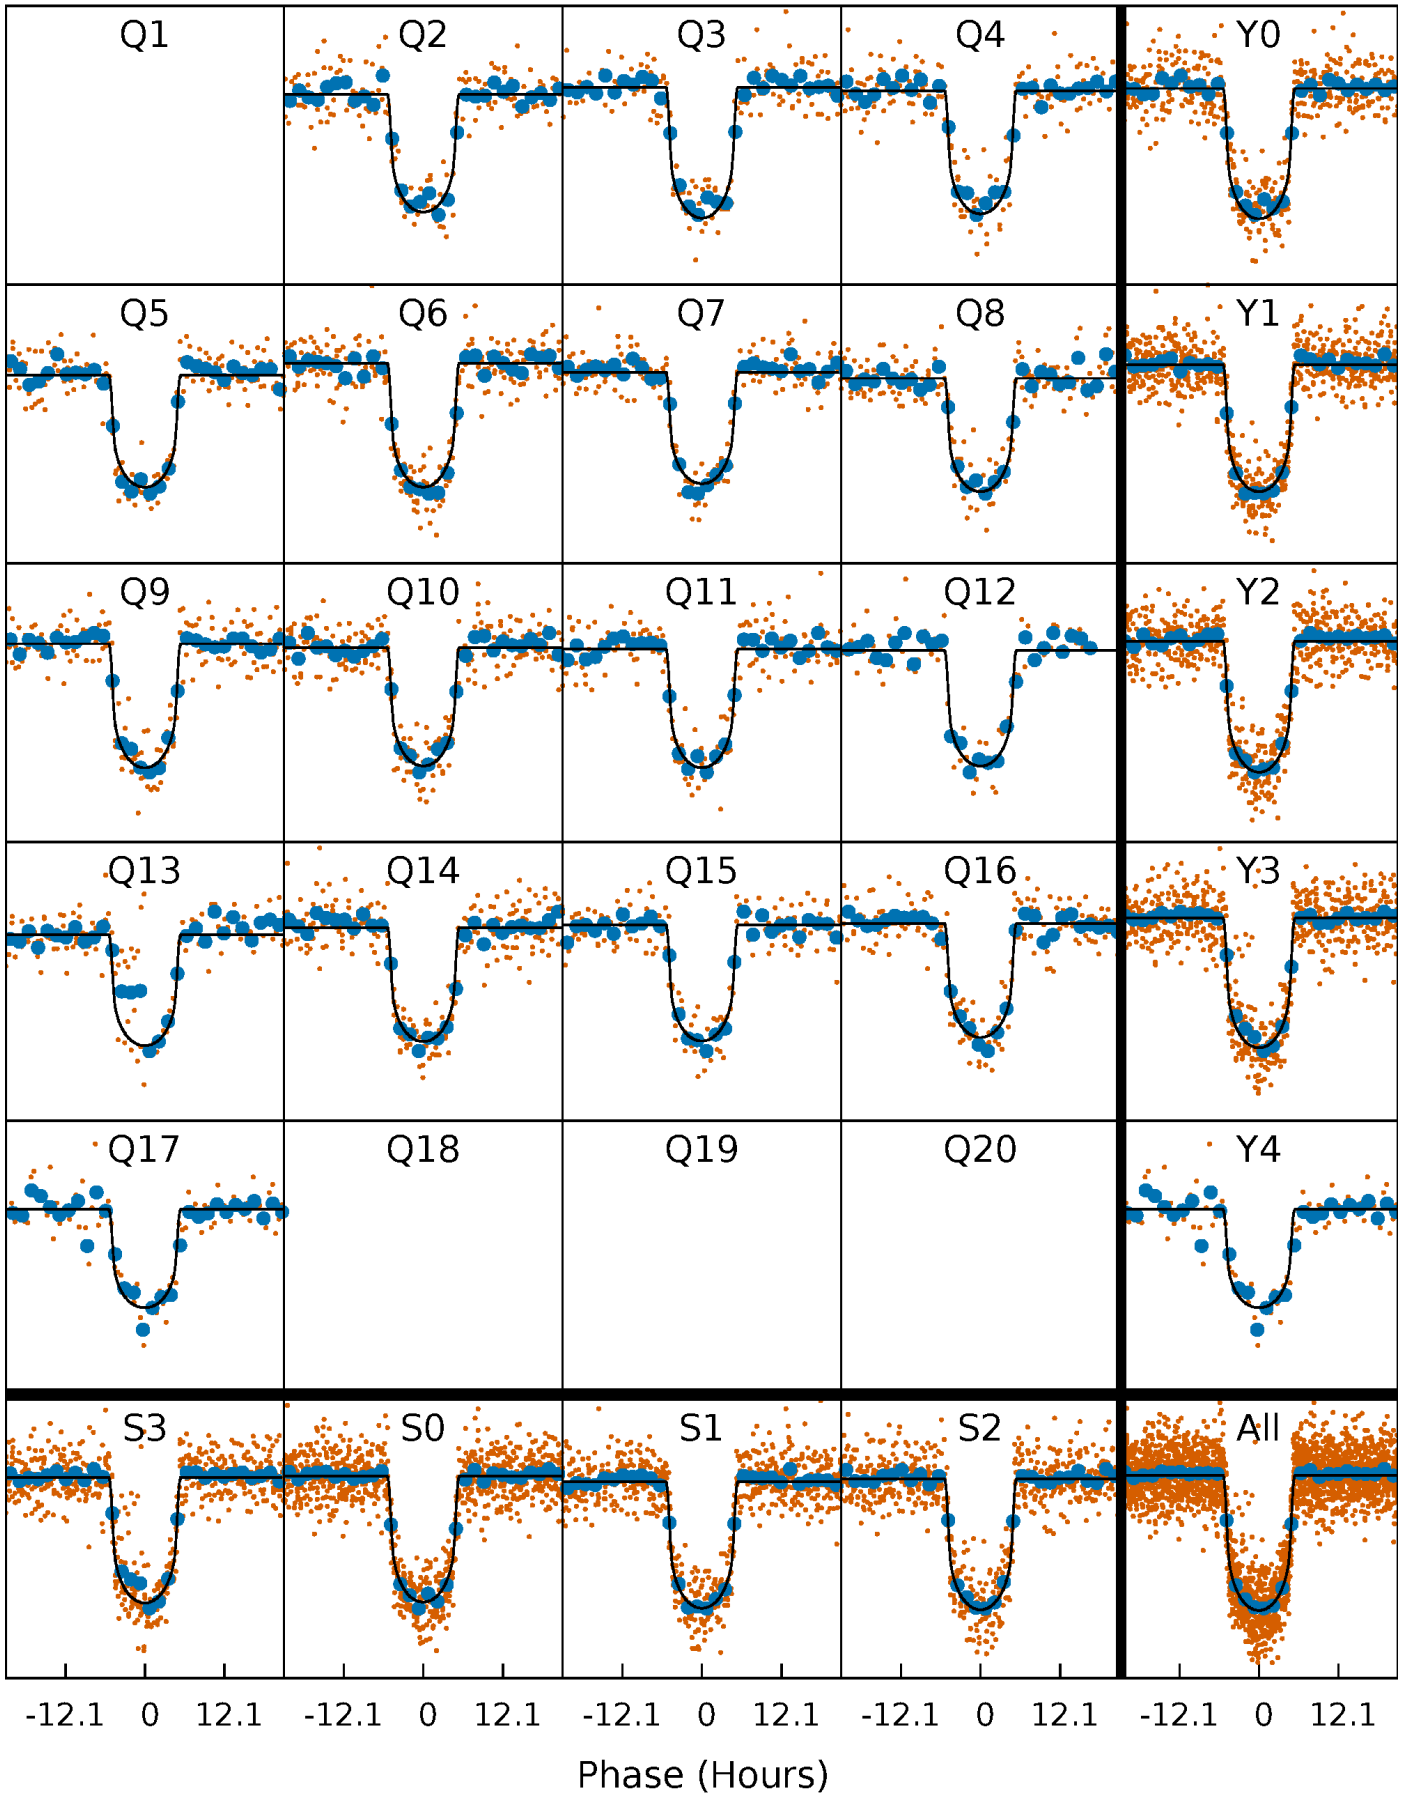 Q1 Q2 Q3 Q4 Y0
Q5 Q6 Q7 Q8 Y1
Q9 Q10 Q11 Q12 Y2
Q13 Q14 Q15 Q16 Y3
Q17 Q18 Q19 Q20 Y4
S3 S0 S1 S2 All
-12.1 0 12.1 -12.1 0 12.1 -12.1 0 12.1 -12.1 0 12.1 -12.1 0 12.1
Phase (Hours)